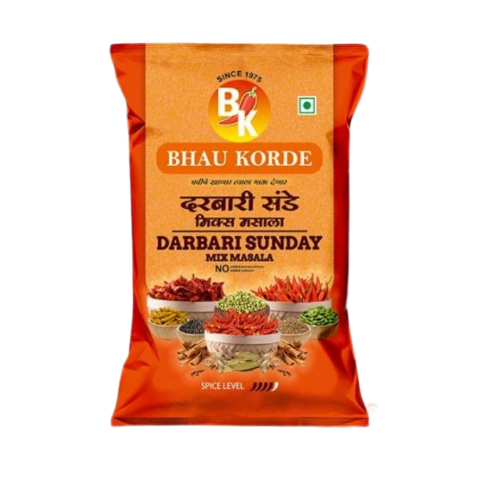 SINCE 1975
BK
BHAU KORDE
दरबारी संडे
मिक्स मसाला
DARBARI SUNDAY
MIX MASALA
NO
SPICE LEVEL